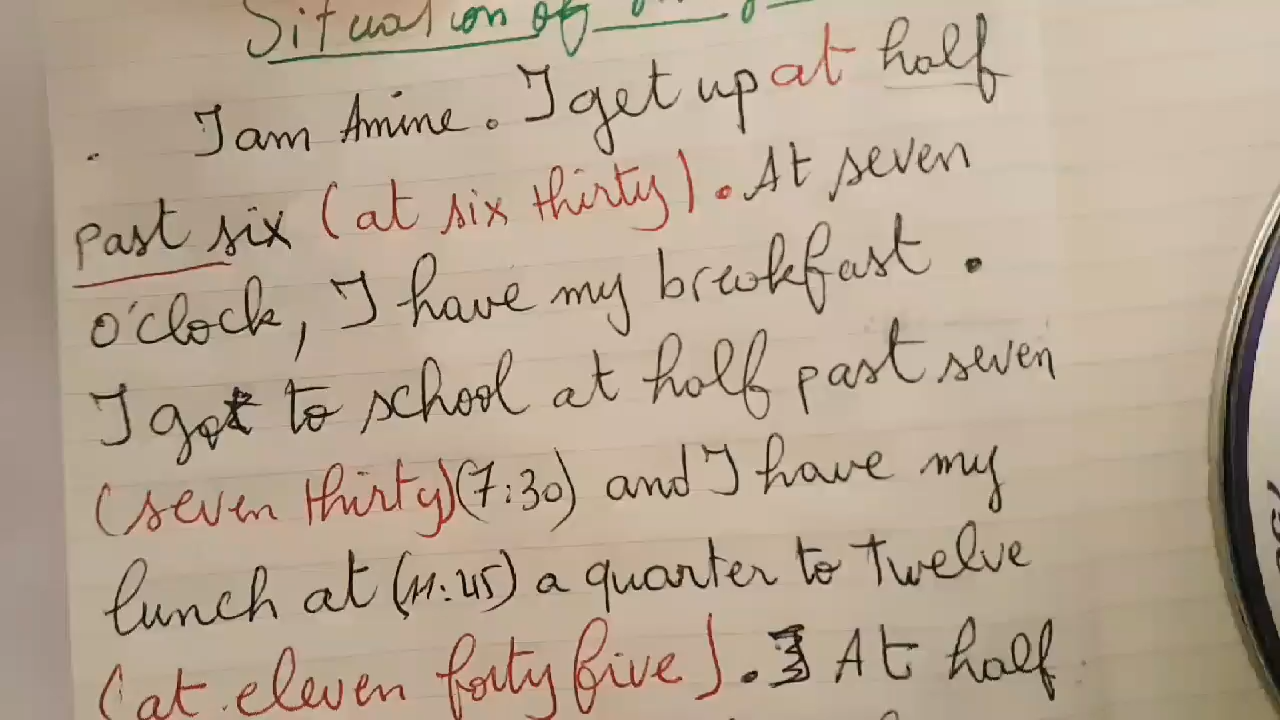 Situation of
I am Amine. I get up at half
past six (at six thirty). At seven
o'clock, I have my breakfast.
I go to school at half past seven
(seven thirty)(7:30) and I have my
lunch at (11:45) a quarter to twelve
(at eleven forty five). At half